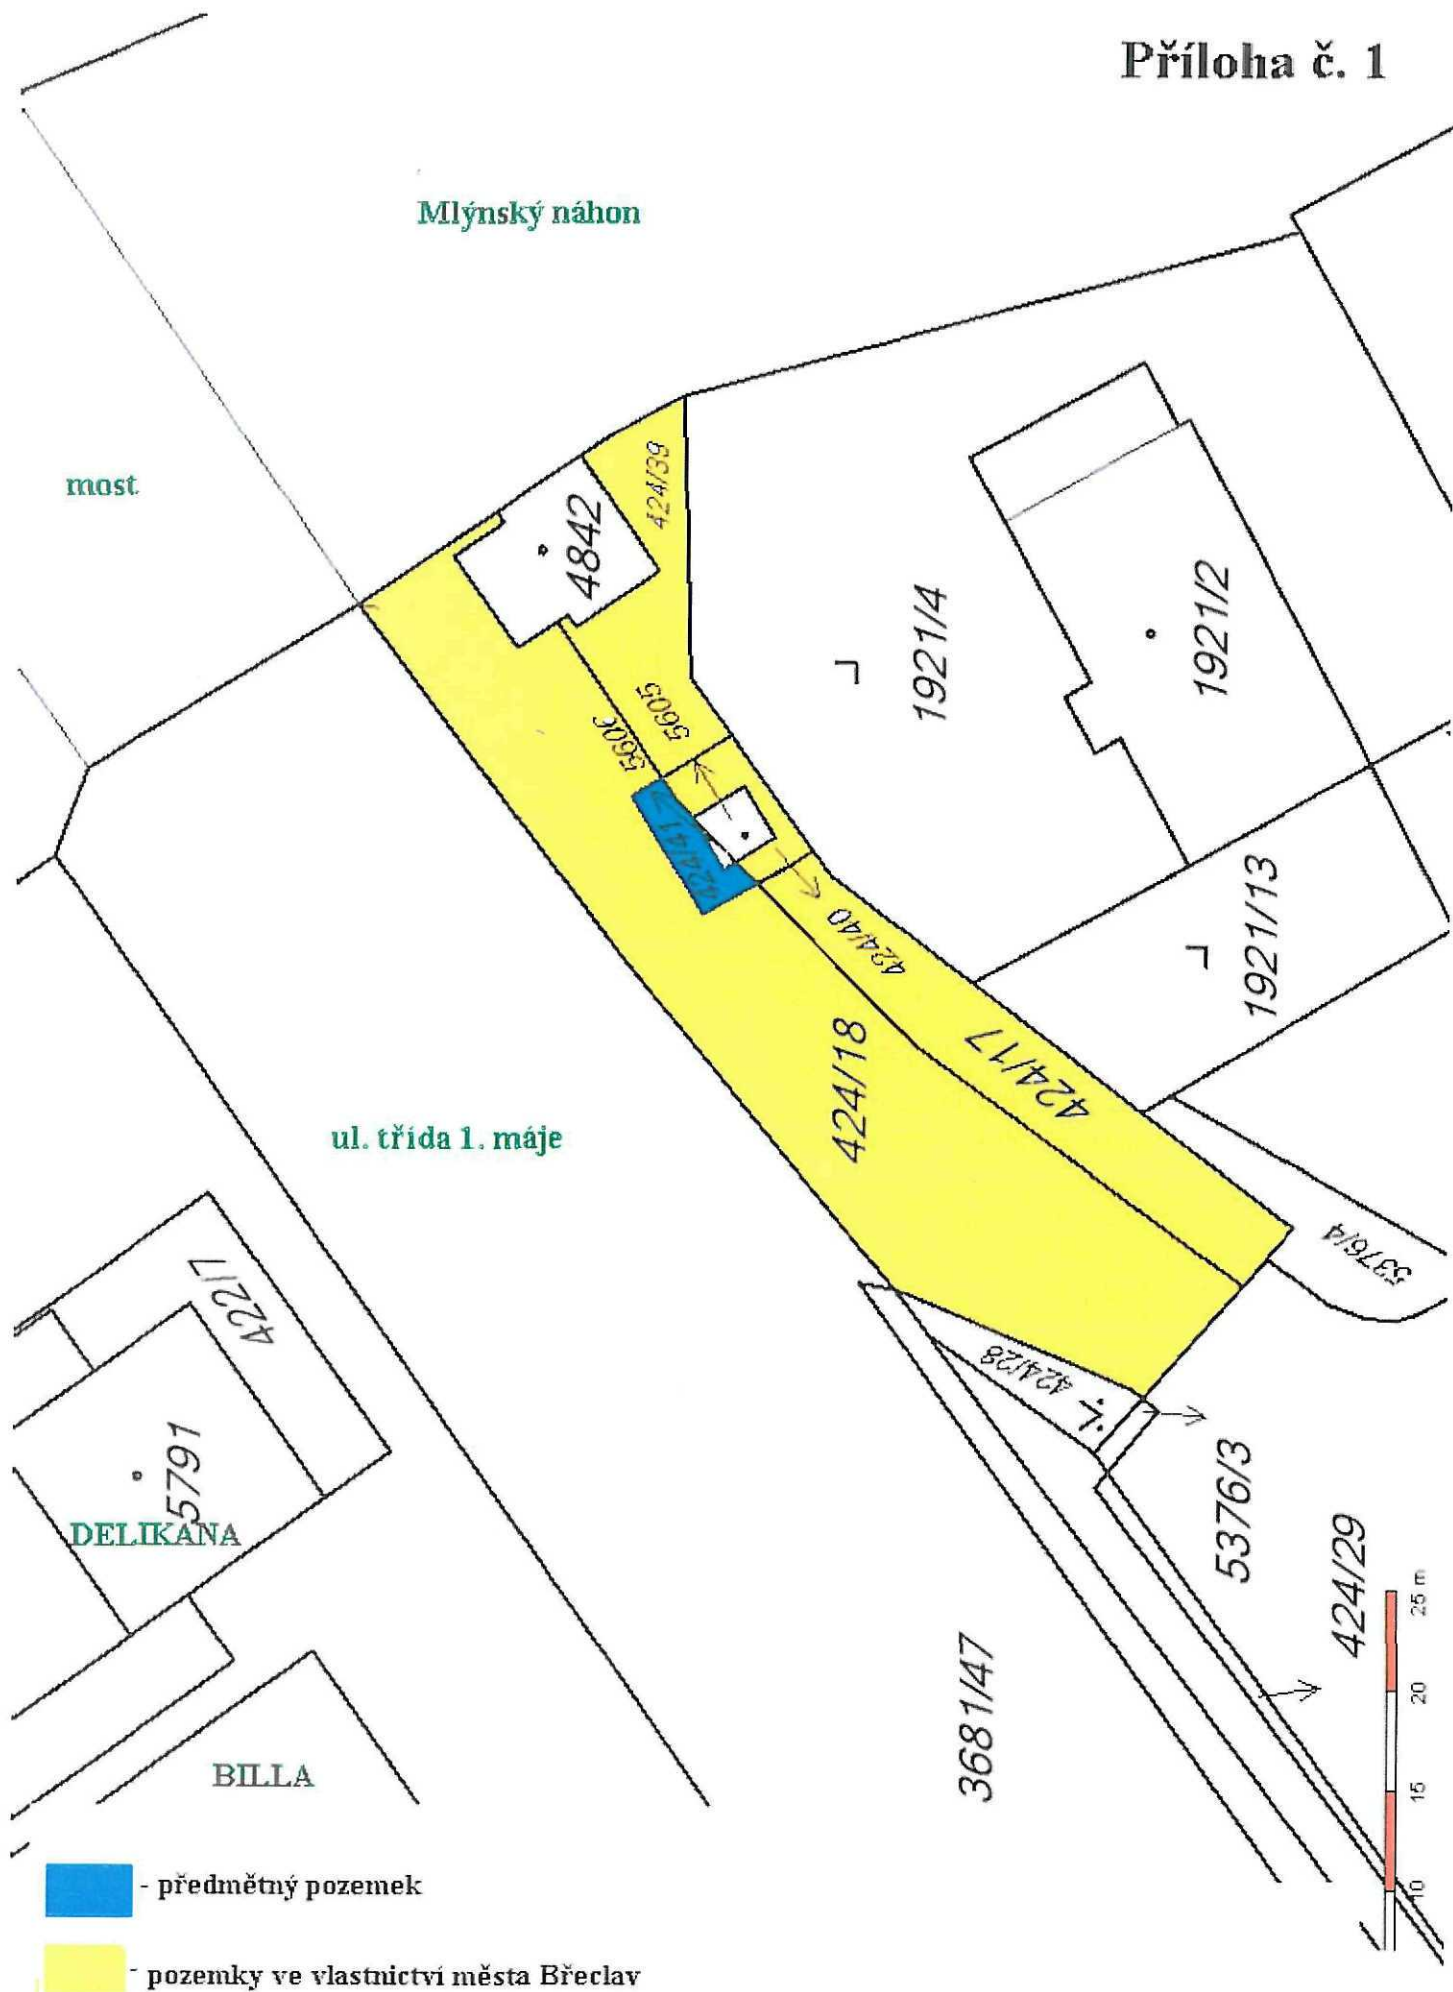 Příloha č. 1
Mlýnský náhon
most
424/39
4842
1921/4
1921/2
5605
5606
424/41
1921/13
424/40
424/18
424/17
ul. třída 1. máje
5376/4
422/7
424/28
5791
DELIKANA
5376/3
424/29
3681/47
BILLA
25 m
20
15
10
- předmětný pozemek
- pozemky ve vlastnictví města Břeclav